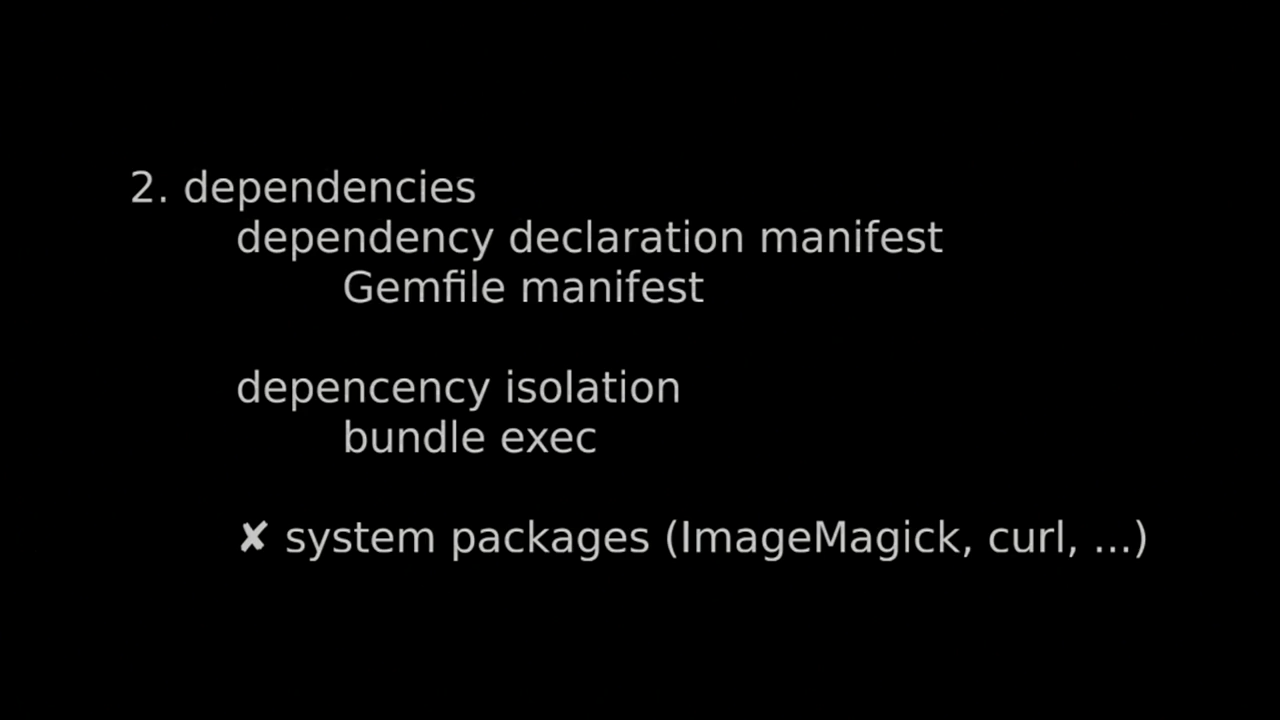 2. dependencies
dependency declaration manifest
Gemfile manifest
depencency isolation
bundle exec
✘ system packages (ImageMagick, curl, ...)